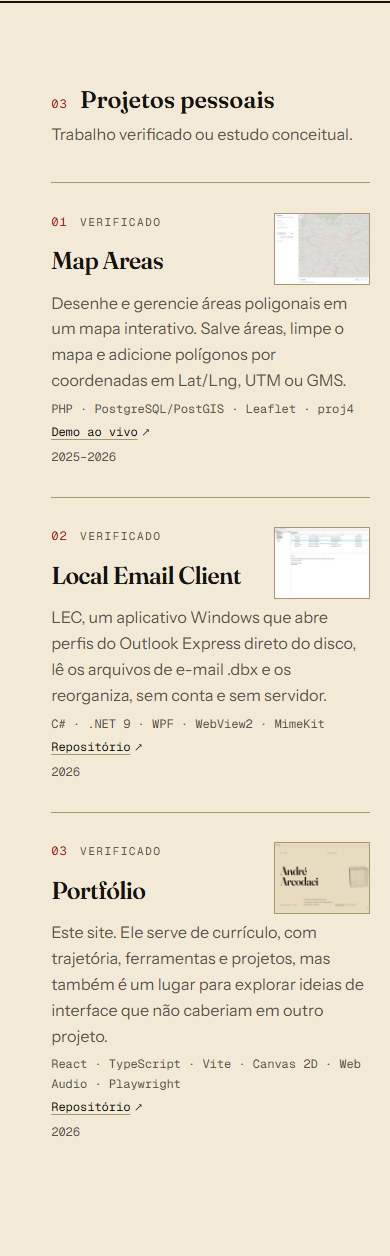 03 Projetos pessoais
Trabalho verificado ou estudo conceitual.
01 VERIFICADO
Map Areas
Desenhe e gerencie áreas poligonais em
um mapa interativo. Salve áreas, limpe o
mapa e adicione polígonos por
coordenadas em Lat/Lng, UTM ou GMS.
PHP · PostgreSQL/PostGIS · Leaflet · proj4
Demo ao vivo ↗
2025–2026
02 VERIFICADO
Local Email Client
LEC, um aplicativo Windows que abre
perfis do Outlook Express direto do disco,
lê os arquivos de e-mail .dbx e os
reorganiza, sem conta e sem servidor.
C# · .NET 9 · WPF · WebView2 · MimeKit
Repositório ↗
2026
03 VERIFICADO
André
Arcodaci
Portfólio
Este site. Ele serve de currículo, com
trajetória, ferramentas e projetos, mas
também é um lugar para explorar ideias de
interface que não caberiam em outro
projeto.
React · TypeScript · Vite · Canvas 2D · Web
Audio · Playwright
Repositório ↗
2026